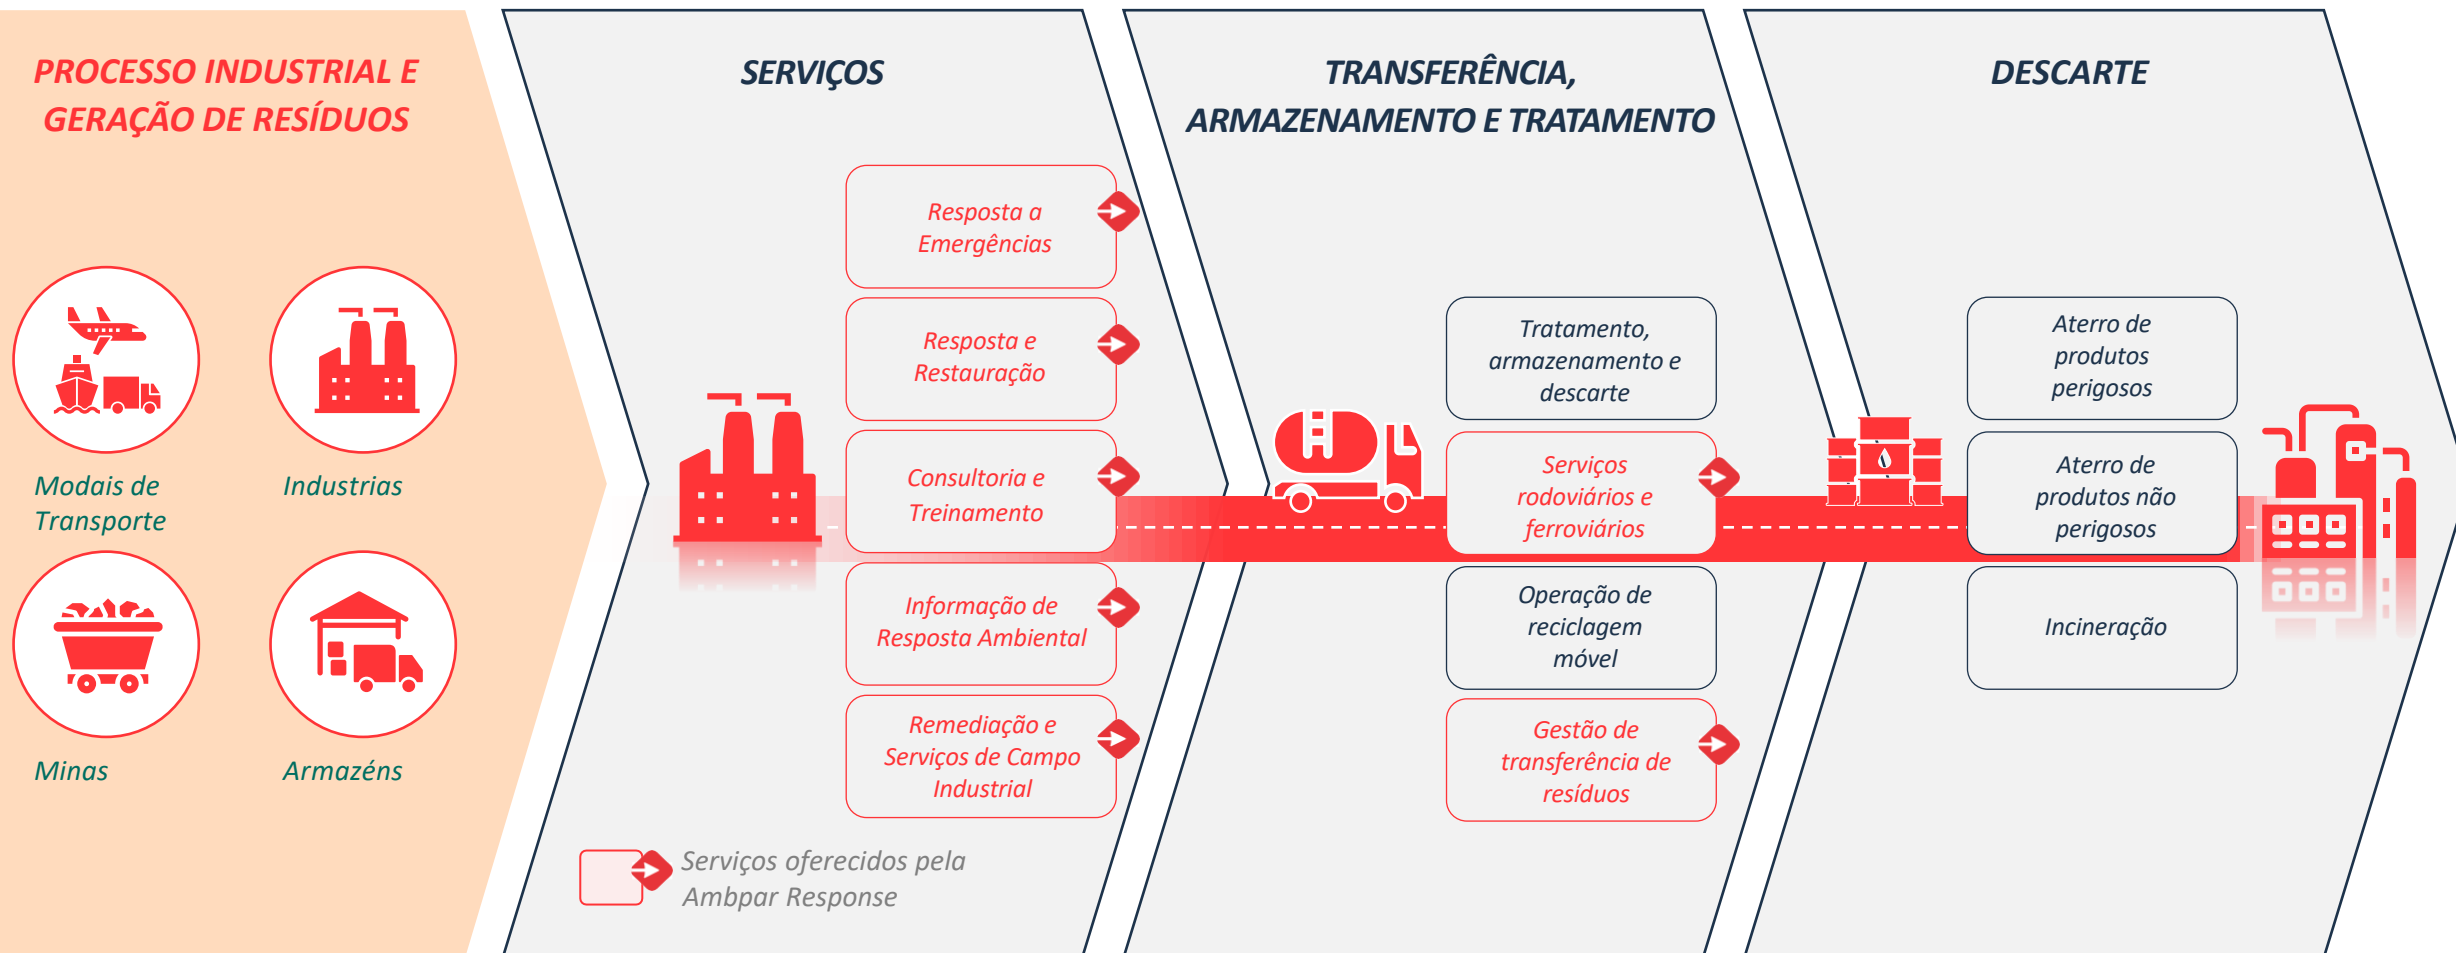 PROCESSO INDUSTRIAL E
GERAÇÃO DE RESÍDUOS
Modais de
Transporte
Industrias
Minas
Armazéns
SERVIÇOS
Resposta a
Emergências
Resposta e
Restauração
Consultoria e
Treinamento
Informação de
Resposta Ambiental
Remediação e
Serviços de Campo
Industrial
Serviços oferecidos pela
Ambpar Response
TRANSFERÊNCIA,
ARMAZENAMENTO E TRATAMENTO
Tratamento,
armazenamento e
descarte
Serviços
rodoviários e
ferroviários
Operação de
reciclagem
móvel
Gestão de
transferência de
resíduos
DESCARTE
Aterro de
produtos
perigosos
Aterro de
produtos não
perigosos
Incineração